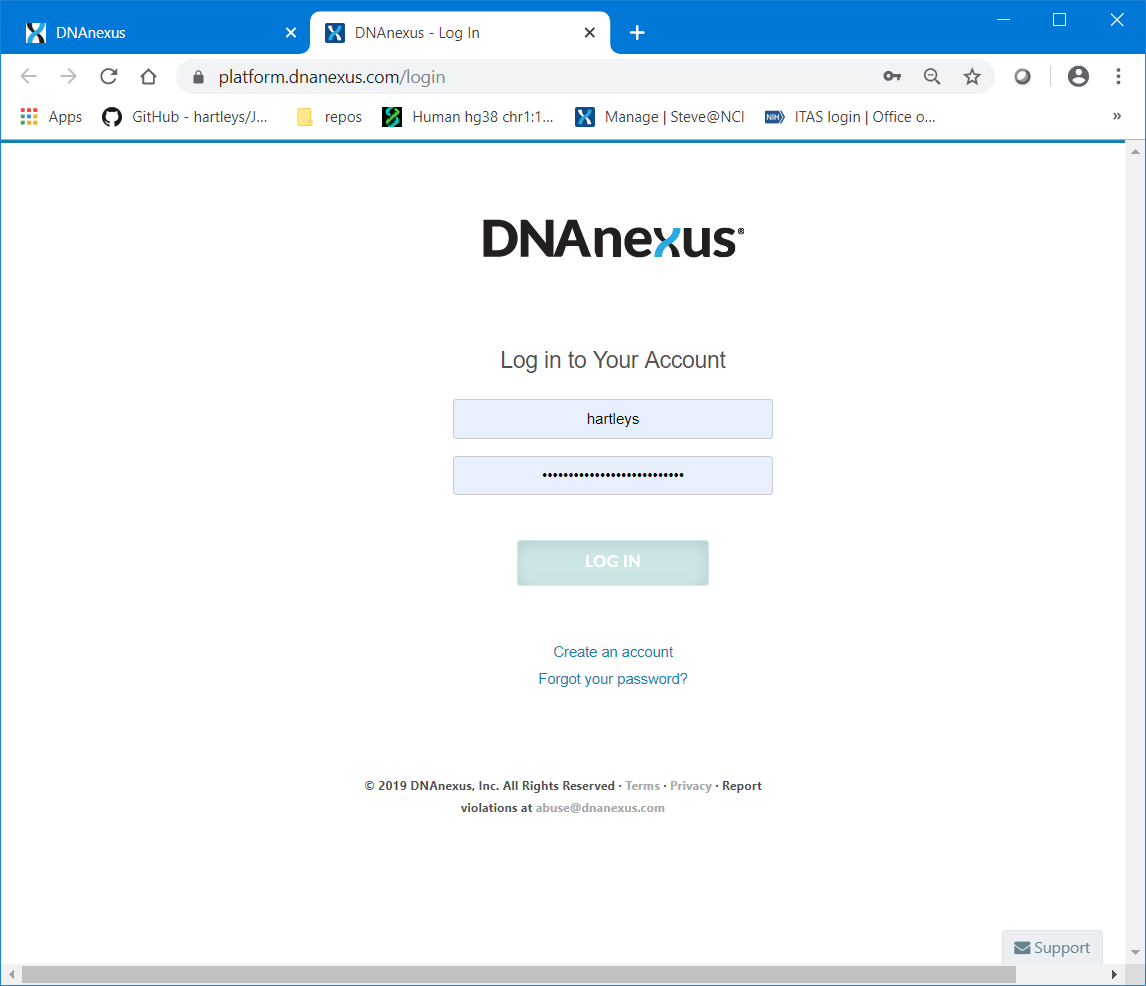 DNAnexus
DNAnexus - Log In
platform.dnanexus.com/login
Apps
GitHub - hartleys/J...
repos
Human hg38 chr1:1...
Manage | Steve@NCI
NIH
ITAS login | Office o...
»
DNAnexus®
Log in to Your Account
hartleys
•••••••••••••••••••••••••••
LOG IN
Create an account
Forgot your password?
© 2019 DNAnexus, Inc. All Rights Reserved · Terms · Privacy · Report
violations at abuse@dnanexus.com
Support